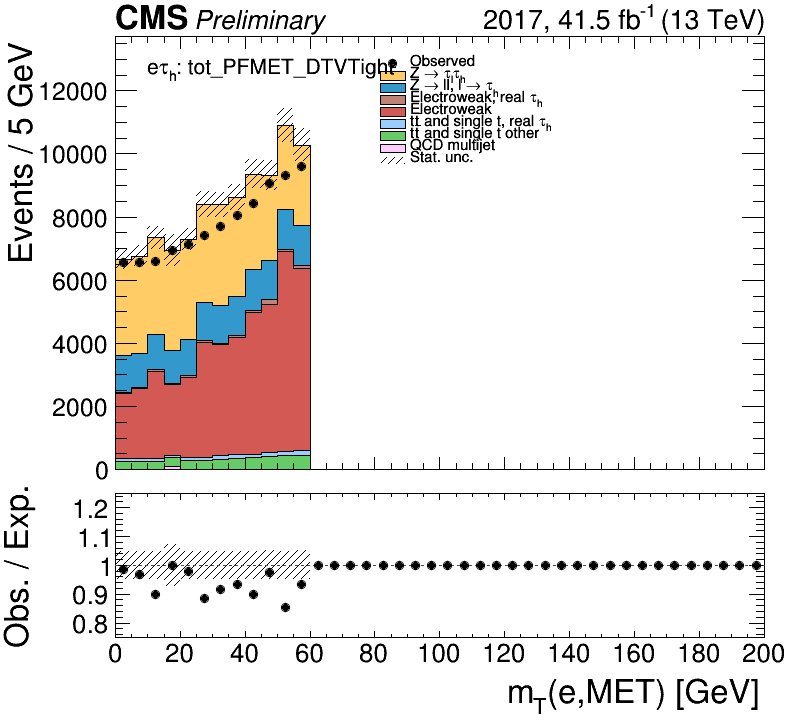 CMS Preliminary 2017, 41.5 fb⁻¹ (13 TeV)
eτh: tot_PFMET_DTVTight
Observed
Z → τeτh
Z → ll, l → τh
Electroweak, real τh
Electroweak
tt and single t, real τh
tt and single t other
QCD multijet
Stat. unc.
Events / 5 GeV
12000
10000
8000
6000
4000
2000
0
Obs. / Exp.
1.2
1.1
1
0.9
0.8
0 20 40 60 80 100 120 140 160 180 200
mT(e,MET) [GeV]